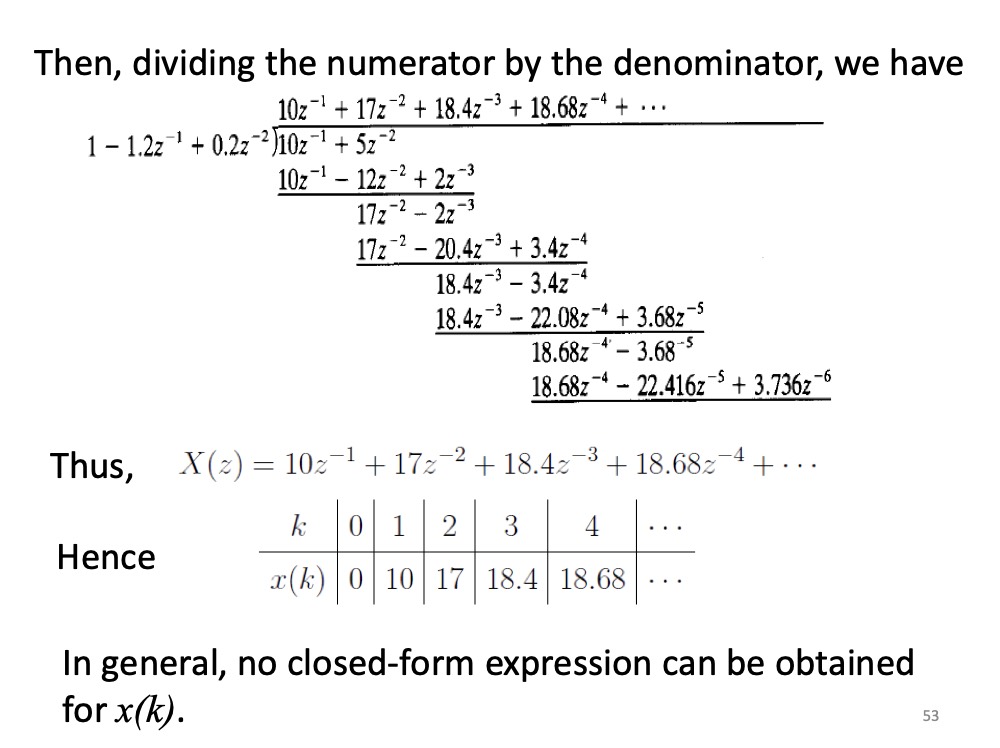 Then, dividing the numerator by the denominator, we have
10z⁻¹ + 17z⁻² + 18.4z⁻³ + 18.68z⁻⁴ + ⋯
1 − 1.2z⁻¹ + 0.2z⁻²)10z⁻¹ + 5z⁻²
10z⁻¹ − 12z⁻² + 2z⁻³
17z⁻² − 2z⁻³
17z⁻² − 20.4z⁻³ + 3.4z⁻⁴
18.4z⁻³ − 3.4z⁻⁴
18.4z⁻³ − 22.08z⁻⁴ + 3.68z⁻⁵
18.68z⁻⁴ − 3.68⁻⁵
18.68z⁻⁴ − 22.416z⁻⁵ + 3.736z⁻⁶
Thus, X(z) = 10z⁻¹ + 17z⁻² + 18.4z⁻³ + 18.68z⁻⁴ + ⋯
k 0 1 2 3 4 ⋯
Hence
x(k) 0 10 17 18.4 18.68 ⋯
In general, no closed-form expression can be obtained
for x(k).
53